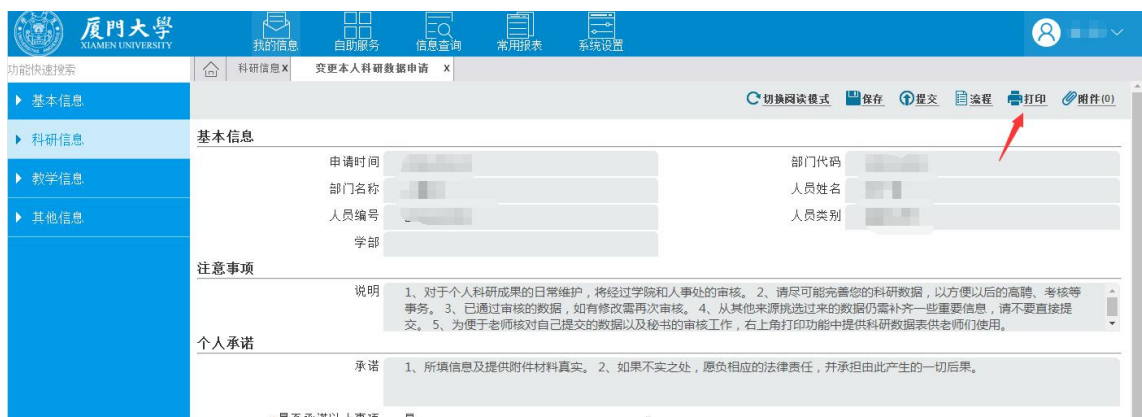 厦門大學
XIAMEN UNIVERSITY
我的信息 自助服务 信息查询 常用报表 系统设置
功能快速搜索
科研信息x 变更本人科研数据申请 x
基本信息
科研信息
教学信息
其他信息
切换阅读模式 保存 提交 流程 打印 附件(0)
基本信息
申请时间 部门代码
部门名称 人员姓名
人员编号 人员类别
学部
注意事项
说明 1、对于个人科研成果的日常维护，将经过学院和人事处的审核。 2、请尽可能完善您的科研数据，以方便以后的高聘、考核等
事务。 3、已通过审核的数据，如有修改需再次审核。 4、从其他来源挑选过来的数据仍需补齐一些重要信息，请不要直接提
交。 5、为便于老师核对自己提交的数据以及秘书的审核工作，右上角打印功能中提供科研数据表供老师们使用。
个人承诺
承诺 1、所填信息及提供附件材料真实。 2、如果不实之处，愿负相应的法律责任，并承担由此产生的一切后果。
是否承诺以上事项 是